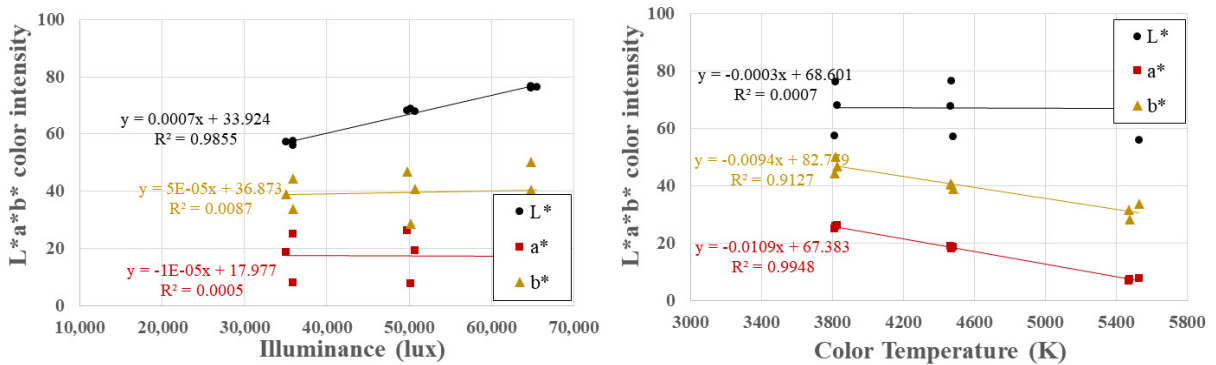 L*a*b* color intensity
100
80
60
40
20
0
y = 0.0007x + 33.924
R² = 0.9855
y = 5E-05x + 36.873
R² = 0.0087
y = -1E-05x + 17.977
R² = 0.0005
L*
a*
b*
10,000 20,000 30,000 40,000 50,000 60,000 70,000
Illuminance (lux)
L*a*b* color intensity
100
80
60
40
20
0
L*
a*
b*
y = -0.0003x + 68.601
R² = 0.0007
R² = 0.9127
y = -0.0109x + 67.383
R² = 0.9948
3000 3400 3800 4200 4600 5000 5400 5800
Color Temperature (K)